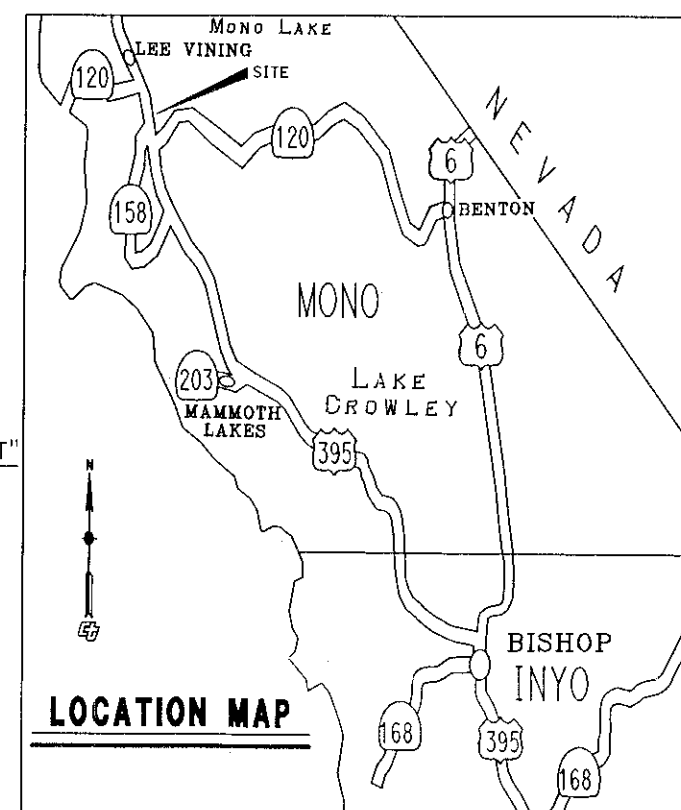 MONO LAKE
LEE VINING
120
SITE
NEVADA
120
6
158
BENTON
MONO
6
LAKE
CROWLEY
203
MAMMOTH
LAKES
T"
395
N
BISHOP
INYO
LOCATION MAP
168
395
168